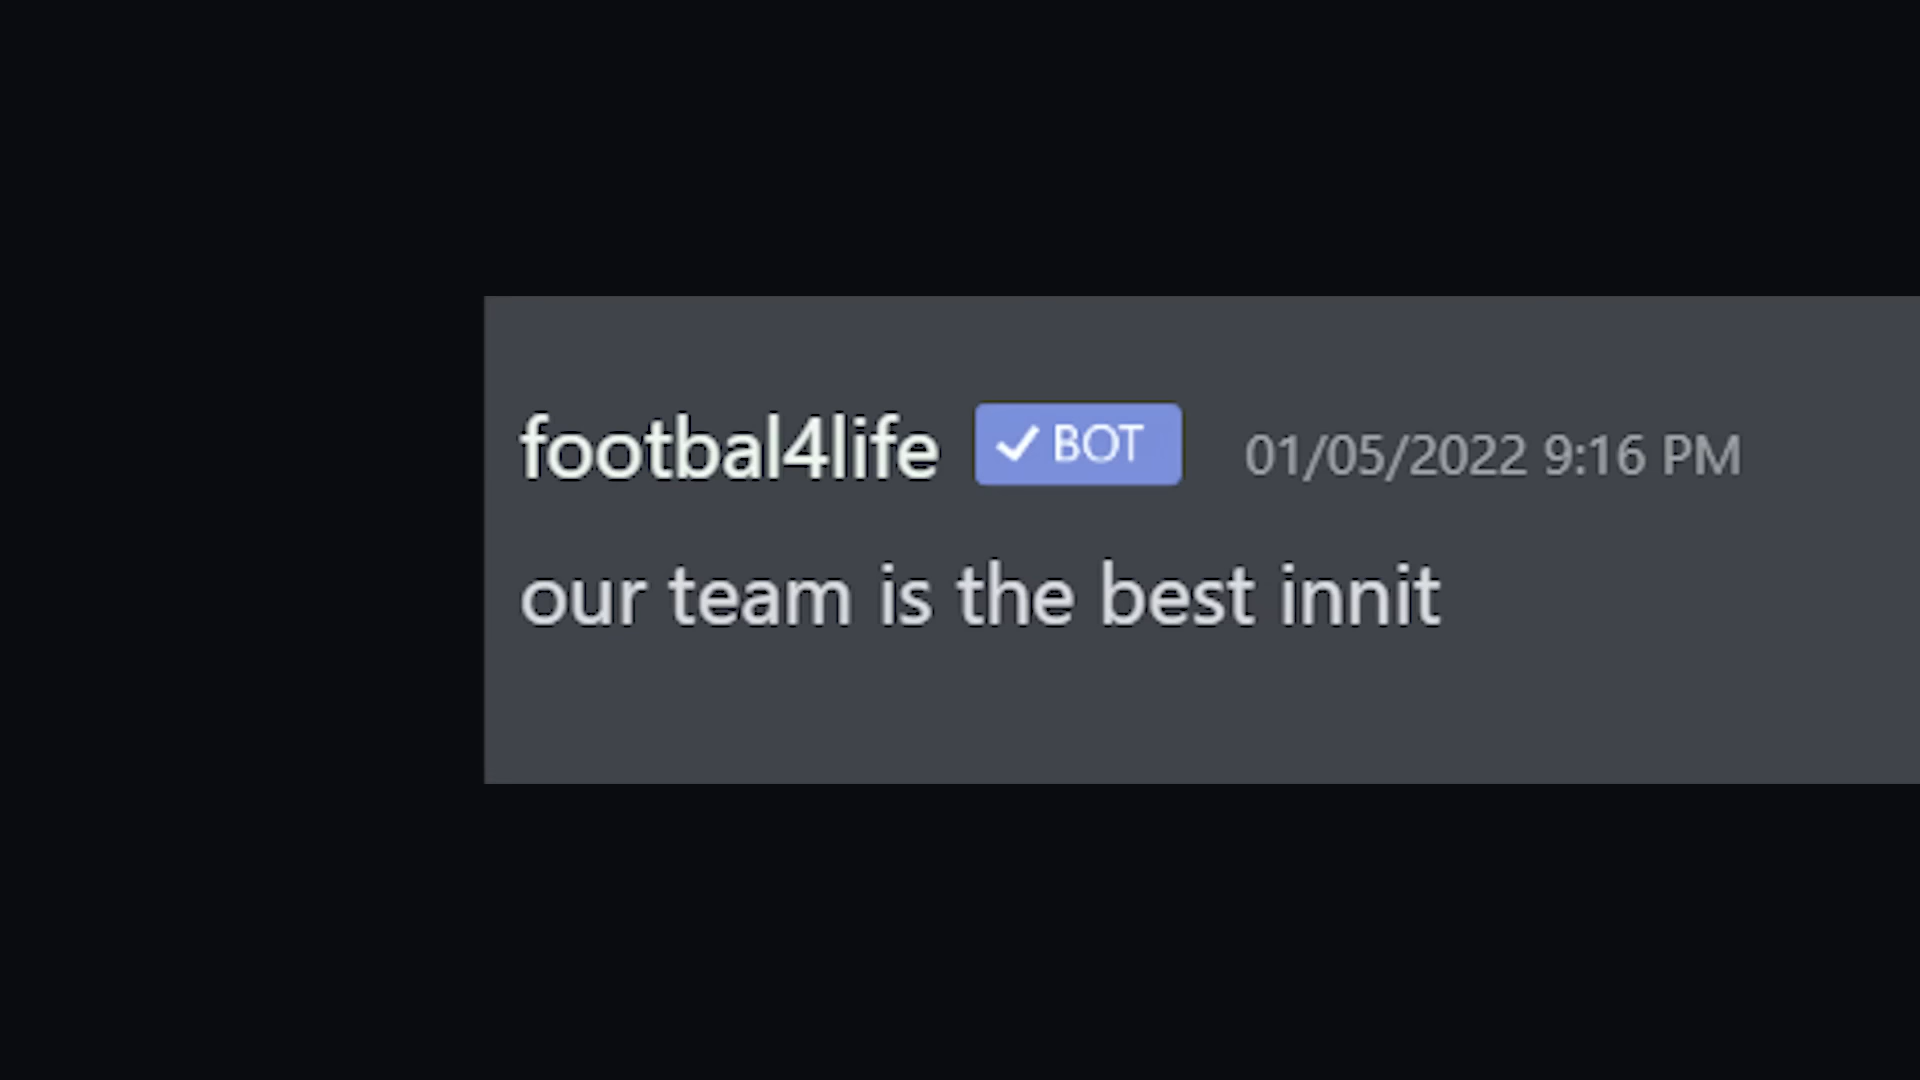 footbal4life ✓ BOT 01/05/2022 9:16 PM
our team is the best innit